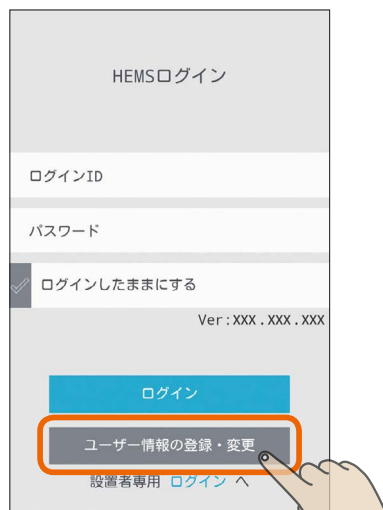 HEMSログイン
ログインID
パスワード
ログインしたままにする
Ver:XXX.XXX.XXX
ログイン
ユーザー情報の登録・変更
設置者専用 ログイン へ